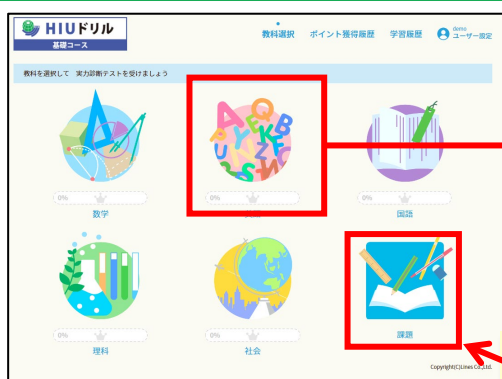 HIUドリル
基礎コース
教科選択 ポイント獲得履歴 学習履歴 demo
ユーザー設定
教科を選択して 実力診断テストを受けましょう
0% 0% 0%
数学 国語
0% 0%
理科 社会 課題
Copyright(C)Lines Co.,Ltd.